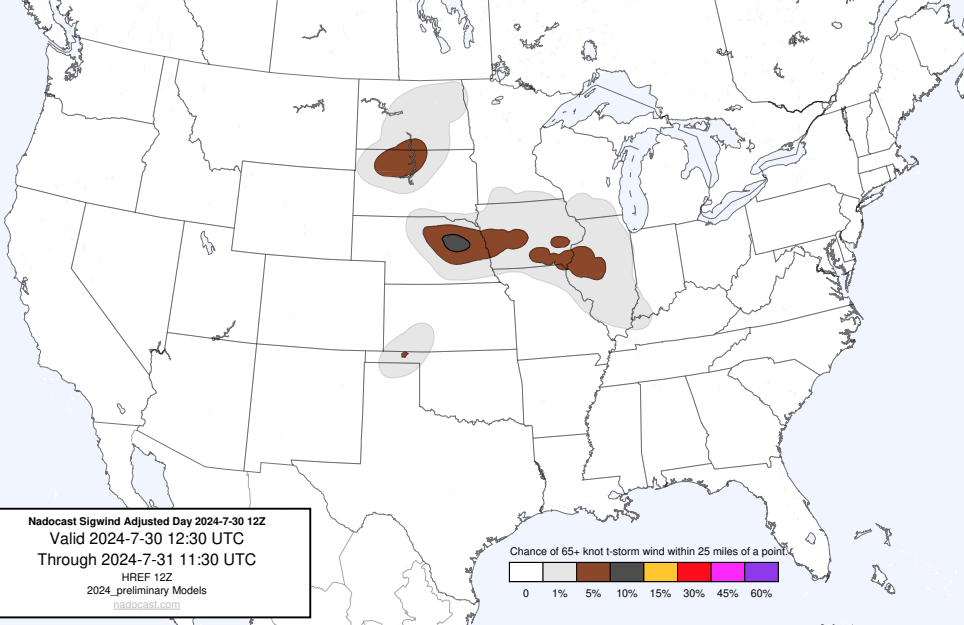 Nadocast Sigwind Adjusted Day 2024-7-30 12Z
Valid 2024-7-30 12:30 UTC
Through 2024-7-31 11:30 UTC
HREF 12Z
2024_preliminary Models
nadocast.com
Chance of 65+ knot t-storm wind within 25 miles of a point.
0 1% 5% 10% 15% 30% 45% 60%